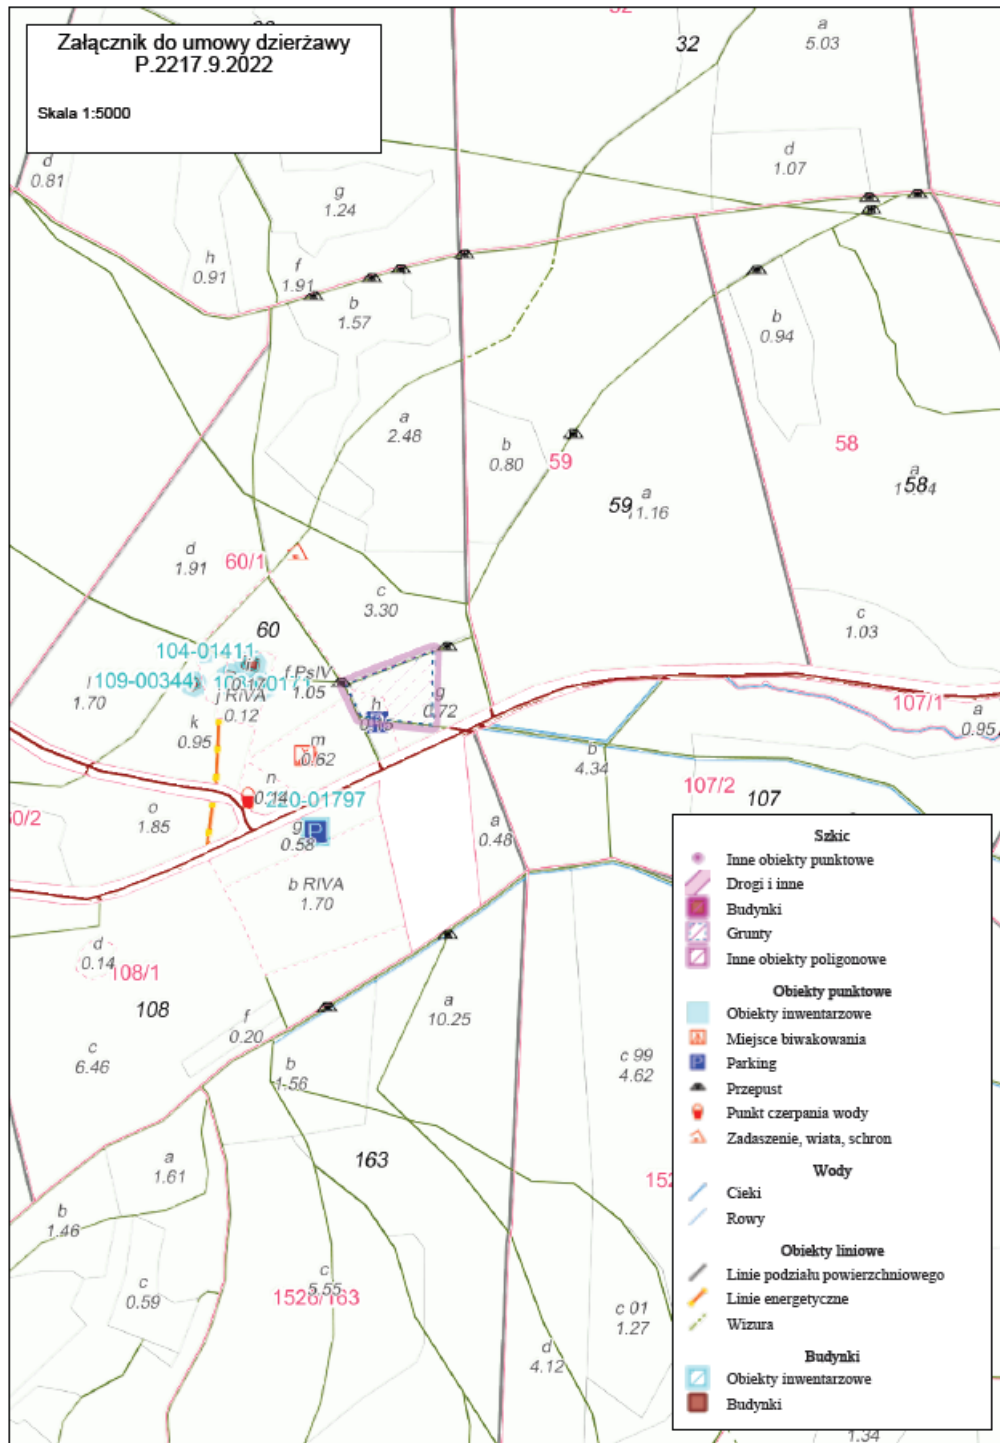 Załącznik do umowy dzierżawy
P.2217.9.2022
Skala 1:5000
32
32
a
5.03
d
1.07
d
0.81
g
1.24
h
0.91
f
1.91
b
1.57
b
0.94
a
2.48
b
0.80
59
58
a
58
59
a
11.16
d
1.91
60/1
c
3.30
c
1.03
60
104-01411
109-00344
f PsIV
1.05
l
1.70
j RIVA
0.12
k
0.95
h
g
0.72
107/1
a
0.95
m
0.62
n
0.14
220-01797
b
4.34
107/2
107
0/2
o
1.85
g
0.58
a
0.48
b RIVA
1.70
d
0.14
108/1
108
a
10.25
f
0.20
c
6.46
b
1.56
c 99
4.62
163
a
1.61
b
1.46
c
0.59
c
5.55
1526/163
152
c 01
1.27
d
4.12
1.34
Szkic
Inne obiekty punktowe
Drogi i inne
Budynki
Grunty
Inne obiekty poligonowe
Obiekty punktowe
Obiekty inwentarzowe
Miejsce biwakowania
Parking
Przepust
Punkt czerpania wody
Zadaszenie, wiata, schron
Wody
Cieki
Rowy
Obiekty liniowe
Linie podziału powierzchniowego
Linie energetyczne
Wizura
Budynki
Obiekty inwentarzowe
Budynki